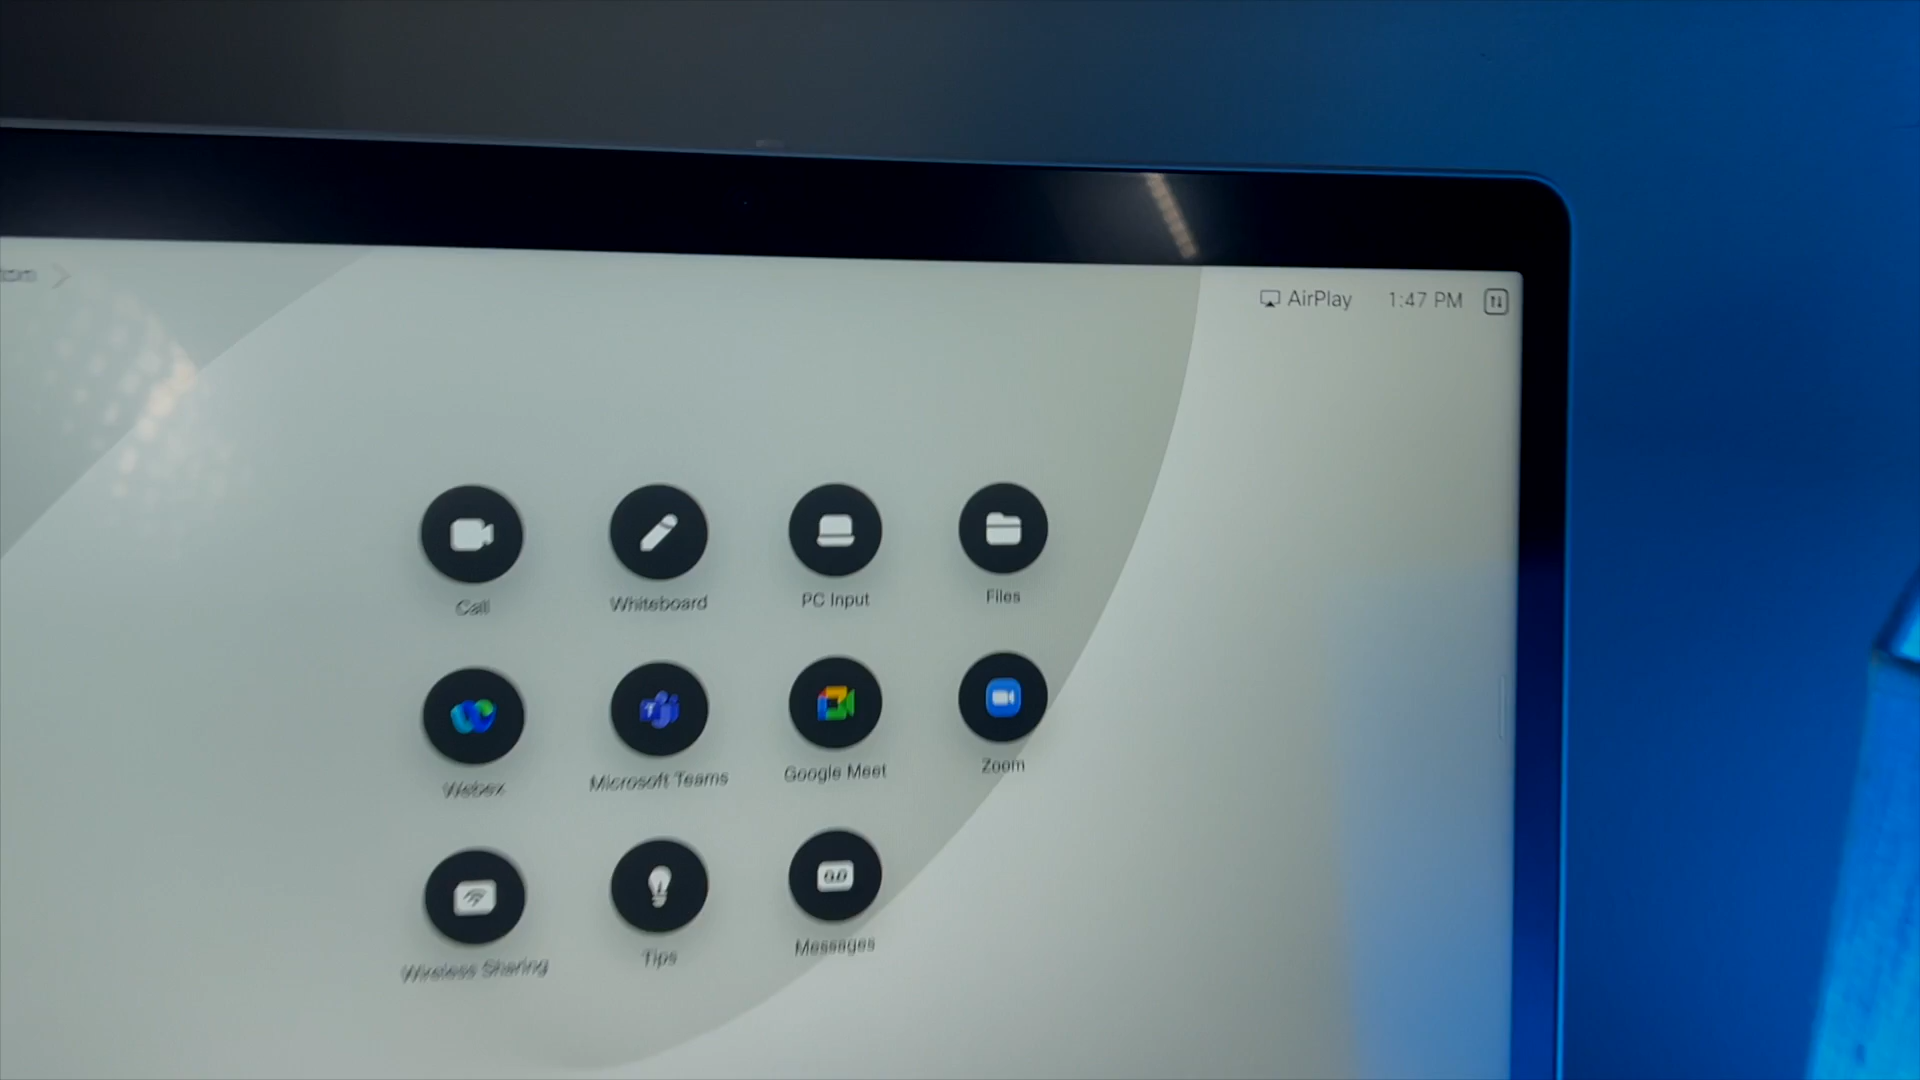 AirPlay 1:47 PM
Call Whiteboard PC Input Files
Webex Microsoft Teams Google Meet Zoom
Wireless Sharing Tips Messages